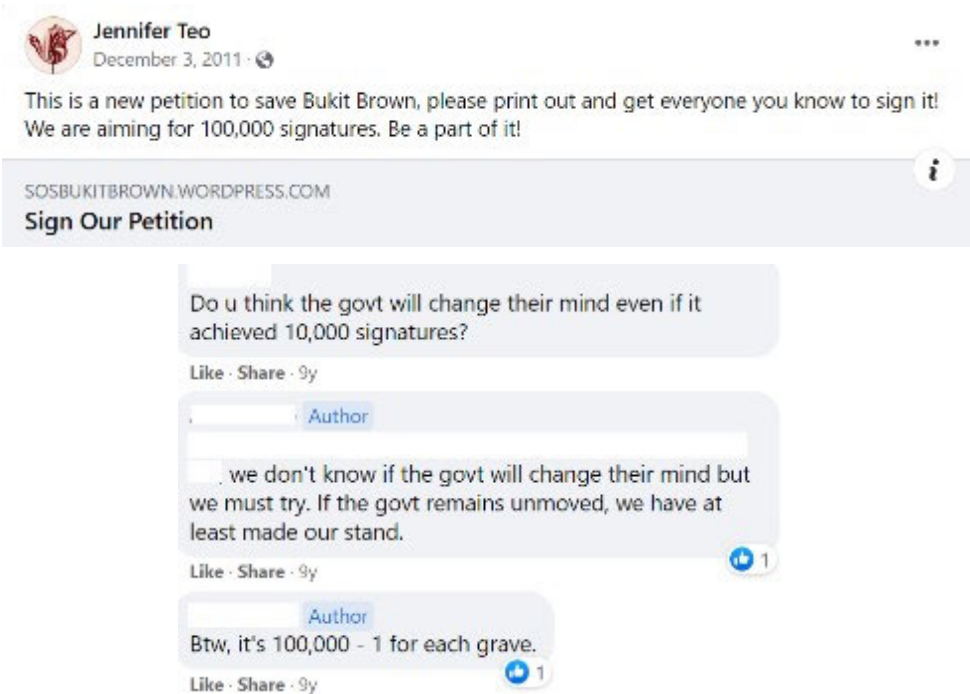 Jennifer Teo
December 3, 2011 ·
This is a new petition to save Bukit Brown, please print out and get everyone you know to sign it!
We are aiming for 100,000 signatures. Be a part of it!
SOSBUKITBROWN.WORDPRESS.COM
Sign Our Petition
Do u think the govt will change their mind even if it
achieved 10,000 signatures?
Like · Share · 9y
Author
we don't know if the govt will change their mind but
we must try. If the govt remains unmoved, we have at
least made our stand.
1
Like · Share · 9y
Author
Btw, it's 100,000 - 1 for each grave.
1
Like · Share · 9y